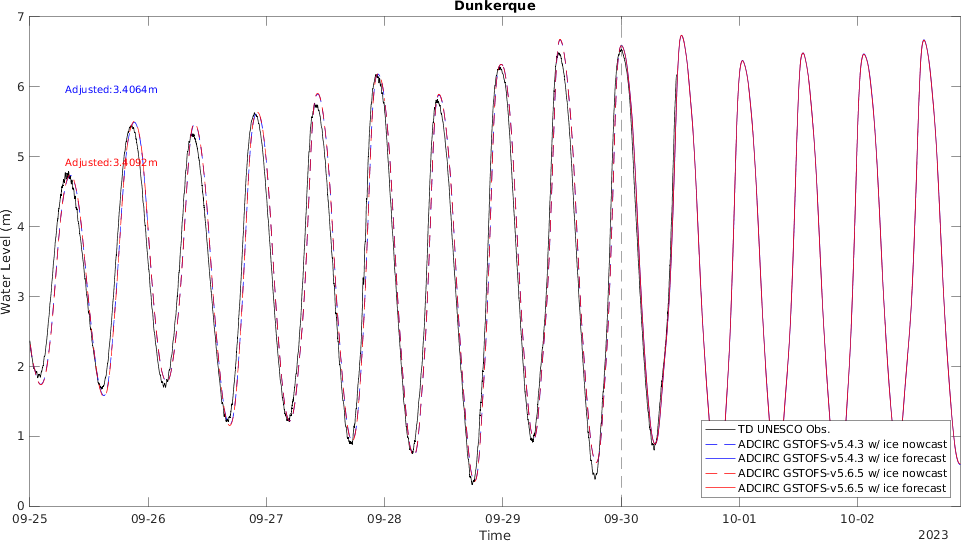 Dunkerque
7
6
5
4
3
2
1
0
Water Level (m)
Adjusted:3.4064m
Adjusted:3.4092m
TD UNESCO Obs.
ADCIRC GSTOFS-v5.4.3 w/ ice nowcast
ADCIRC GSTOFS-v5.4.3 w/ ice forecast
ADCIRC GSTOFS-v5.6.5 w/ ice nowcast
ADCIRC GSTOFS-v5.6.5 w/ ice forecast
09-25 09-26 09-27 09-28 09-29 09-30 10-01 10-02
Time
2023